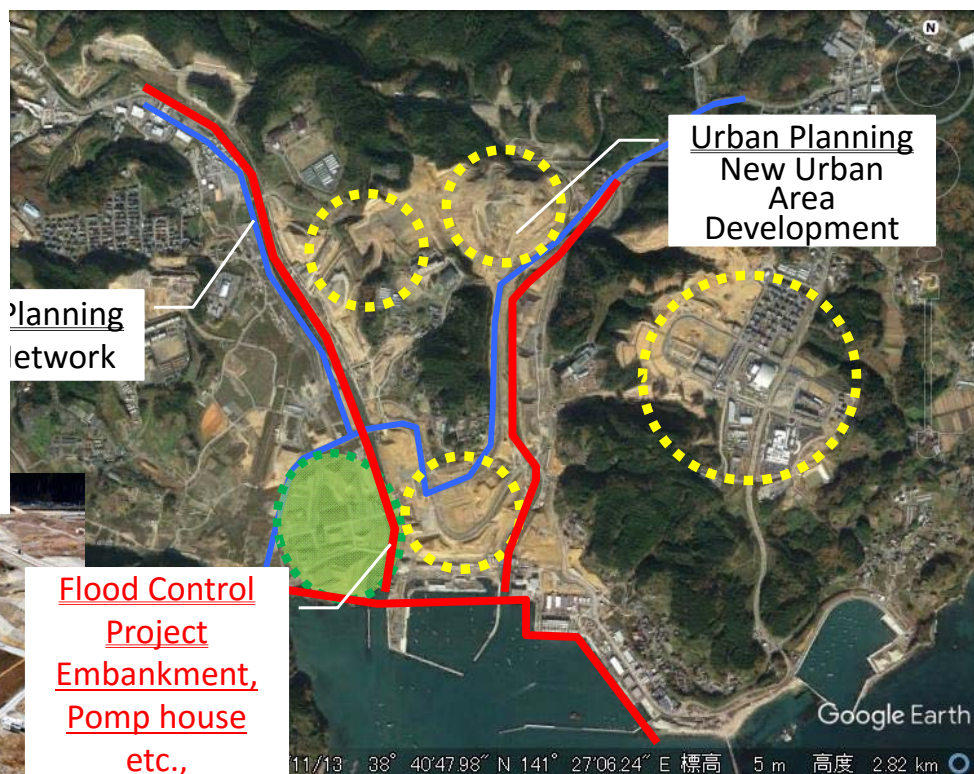 N
Urban Planning
New Urban
Area
Development
Planning
Network
Flood Control
Project
Embankment,
Pomp house
etc.,
Google Earth
11/13 38° 40'47.98" N 141° 27'06.24" E 標高 5 m 高度 2.82 km